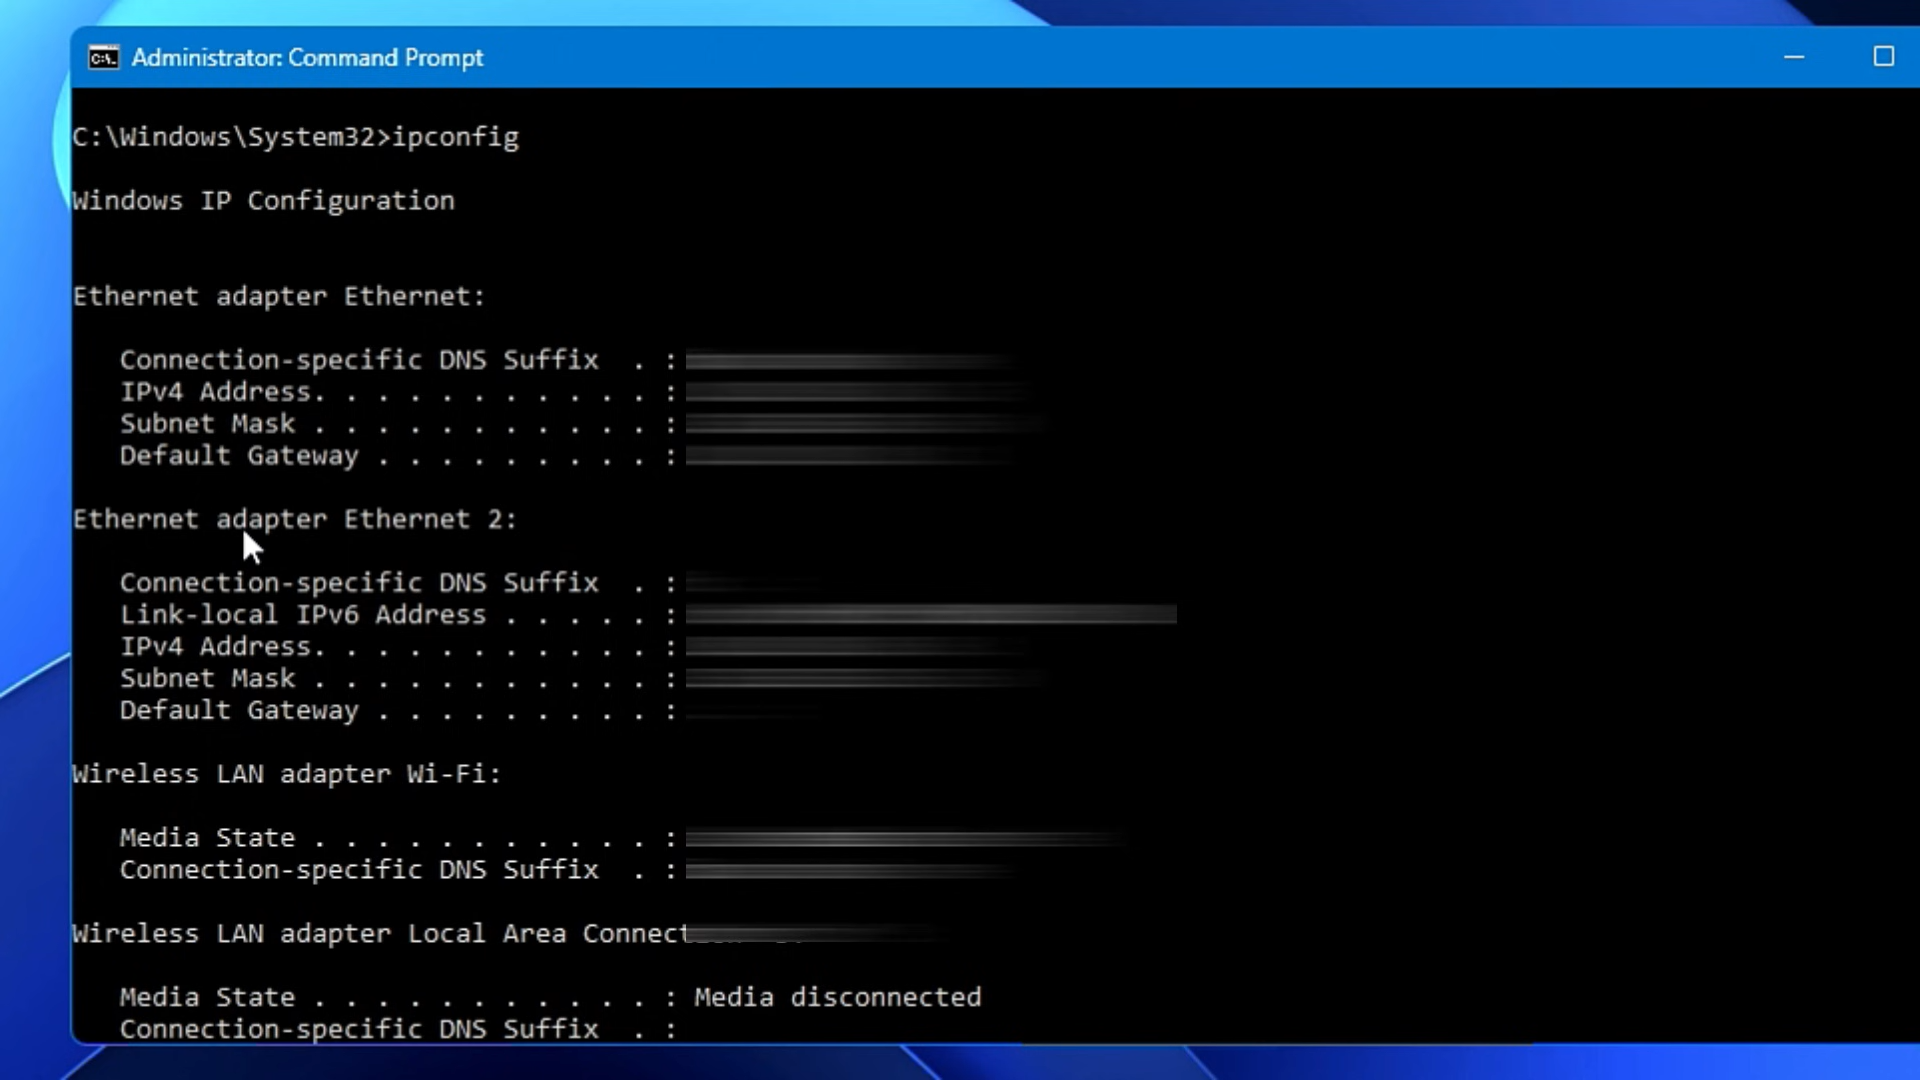 Administrator: Command Prompt
C:\Windows\System32>ipconfig
Windows IP Configuration
Ethernet adapter Ethernet:
Connection-specific DNS Suffix . :
IPv4 Address. . . . . . . . . . . :
Subnet Mask . . . . . . . . . . . :
Default Gateway . . . . . . . . . :
Ethernet adapter Ethernet 2:
Connection-specific DNS Suffix . :
Link-local IPv6 Address . . . . . :
IPv4 Address. . . . . . . . . . . :
Subnet Mask . . . . . . . . . . . :
Default Gateway . . . . . . . . . :
Wireless LAN adapter Wi-Fi:
Media State . . . . . . . . . . . :
Connection-specific DNS Suffix . :
Wireless LAN adapter Local Area
Media State . . . . . . . . . . . : Media disconnected
Connection-specific DNS Suffix . :